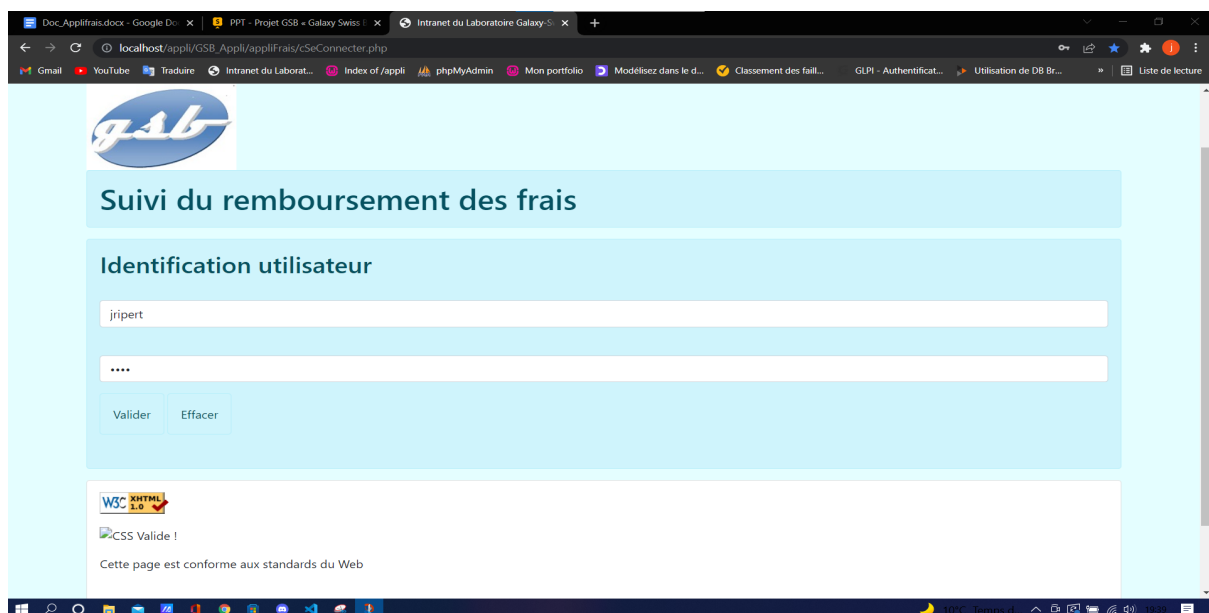 Doc_Applifrais.docx - Google Do
PPT - Projet GSB « Galaxy Swiss B
Intranet du Laboratoire Galaxy-S
localhost/appli/GSB_Appli/appliFrais/cSeConnecter.php
Gmail
YouTube
Traduire
Intranet du Laborat...
Index of /appli
phpMyAdmin
Mon portfolio
Modélisez dans le d...
Classement des faill...
GLPI - Authentificat...
Utilisation de DB Br...
»
Liste de lecture
gsb
Suivi du remboursement des frais
Identification utilisateur
jripert
••••
Valider
Effacer
W3C XHTML 1.0
CSS Valide !
Cette page est conforme aux standards du Web
10°C Temps d
1939